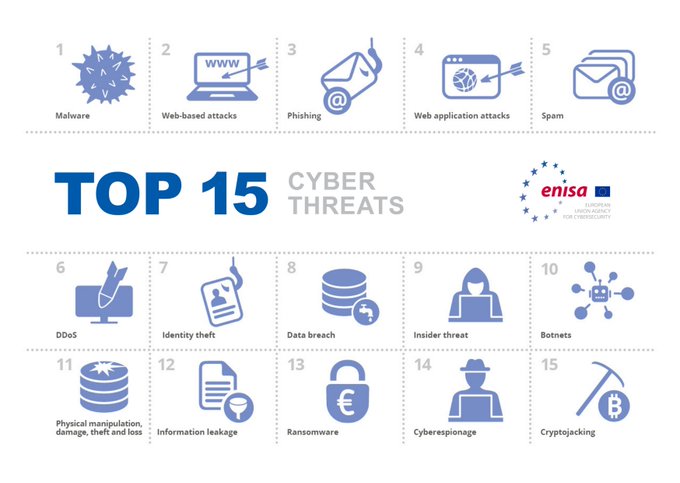 1
2
3
4
5
www
@
@
Malware
Web-based attacks
Phishing
Web application attacks
Spam
TOP 15
CYBER
THREATS
enisa
EUROPEAN
UNION AGENCY
FOR CYBERSECURITY
6
7
8
9
10
DDoS
Identity theft
Data breach
Insider threat
Botnets
11
12
13
14
15
€
Physical manipulation,
damage, theft and loss
Information leakage
Ransomware
Cyberespionage
Cryptojacking